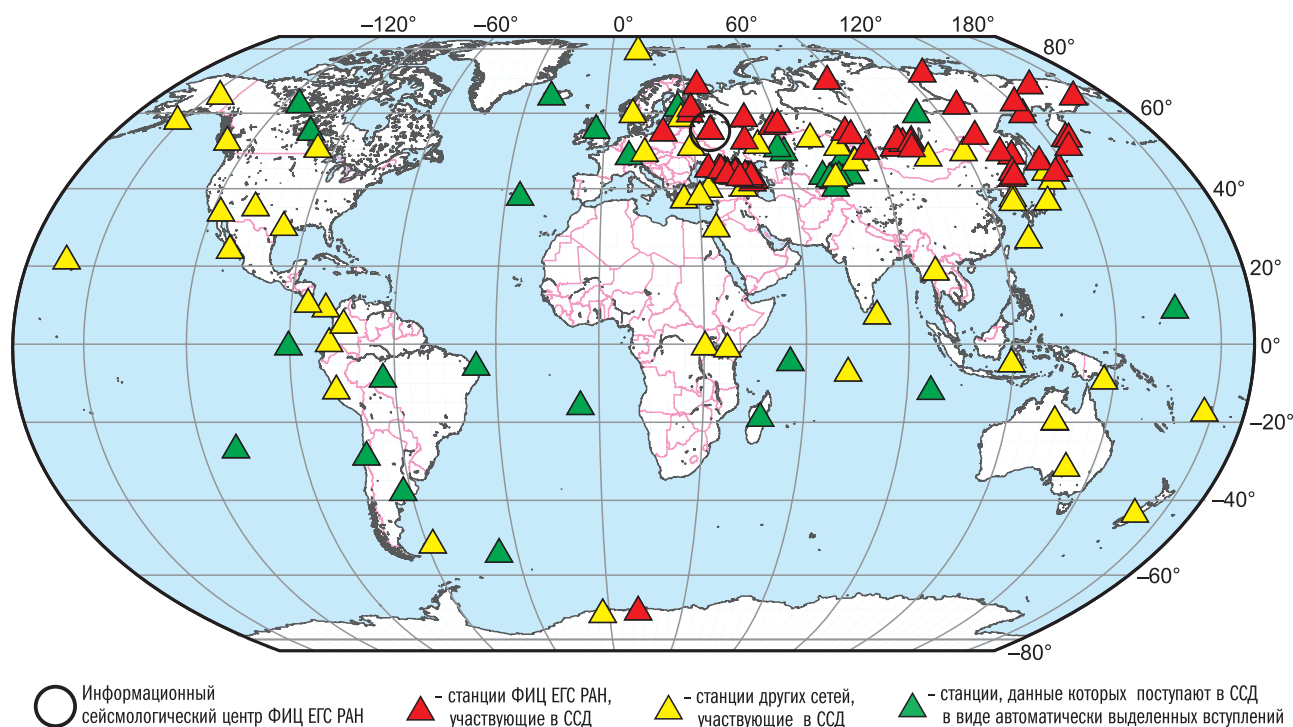 –120° –60° 0° 60° 120° 180°
80°
60°
40°
20°
0°
–20°
–40°
–60°
–80°
Информационный
сейсмологический центр ФИЦ ЕГС РАН
– станции ФИЦ ЕГС РАН,
участвующие в ССД
– станции других сетей,
участвующие в ССД
– станции, данные которых поступают в ССД
в виде автоматически выделенных вступлений